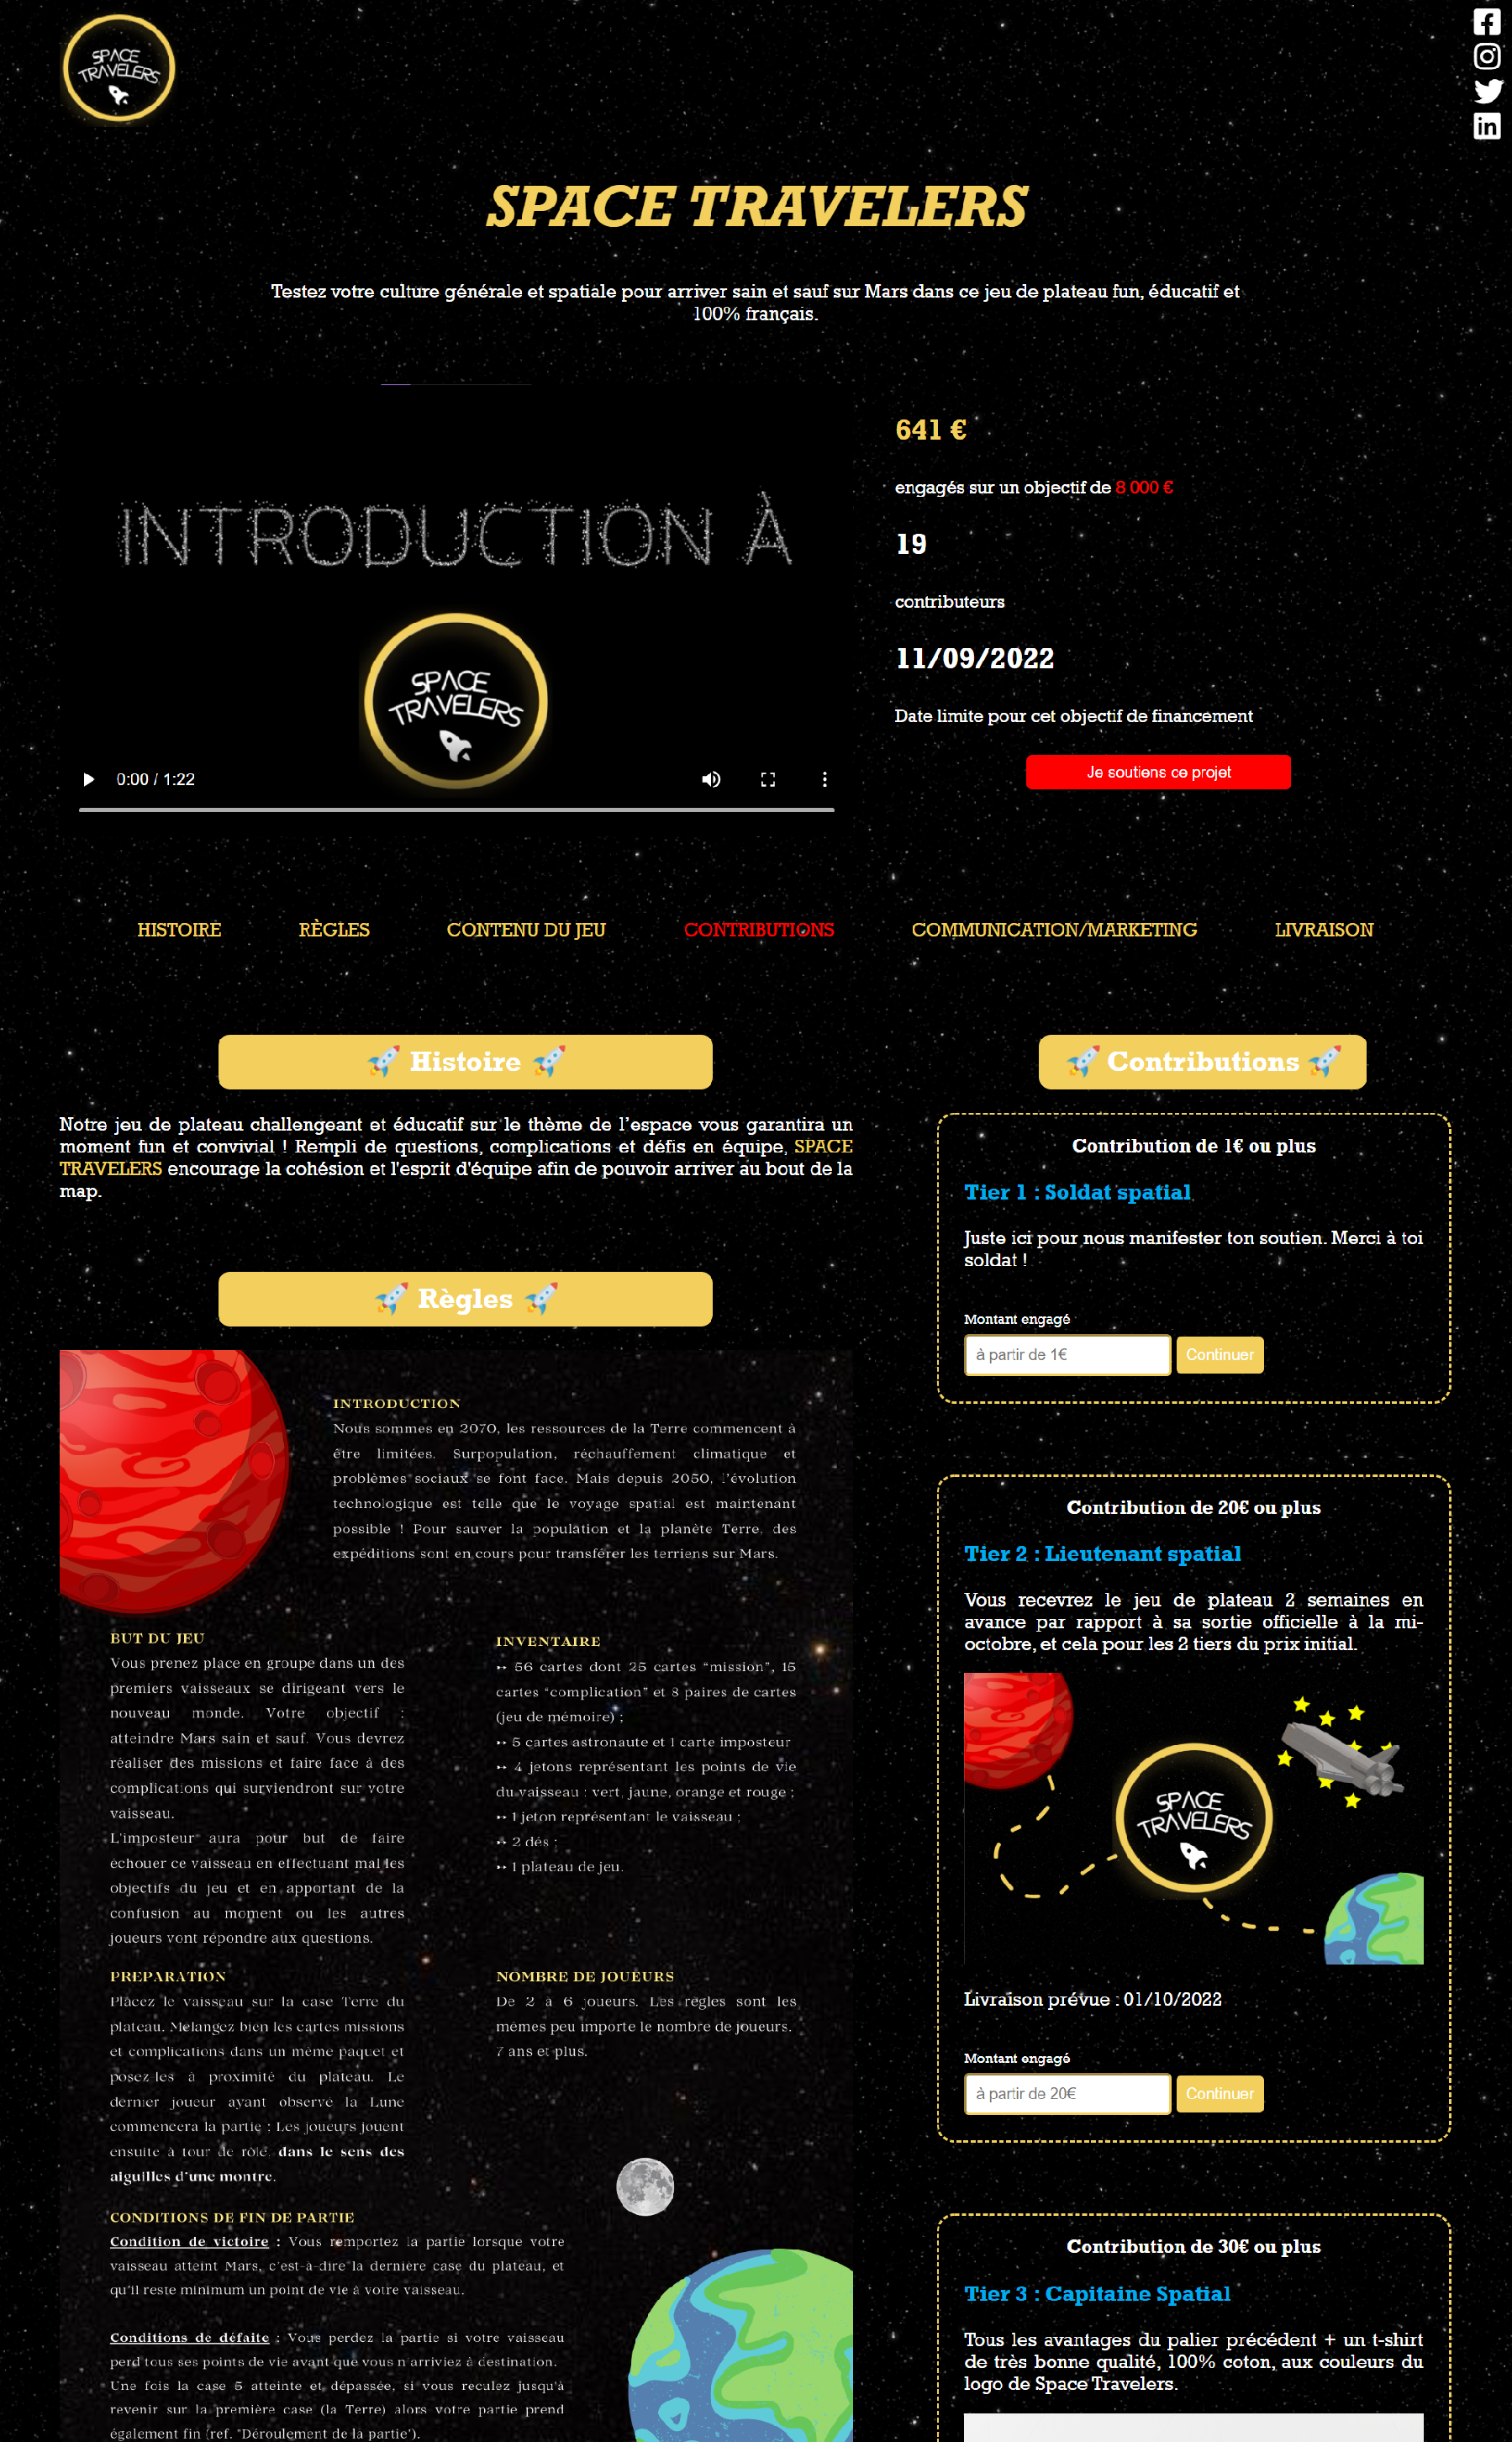 SPACE
TRAVELERS
SPACE TRAVELERS
Testez votre culture générale et spatiale pour arriver sain et sauf sur Mars dans ce jeu de plateau fun, éducatif et
100% français.
INTRODUCTION À
SPACE
TRAVELERS
0:00 / 1:22
641 €
engagés sur un objectif de 8 000 €
19
contributeurs
11/09/2022
Date limite pour cet objectif de financement
Je soutiens ce projet
HISTOIRE RÈGLES CONTENU DU JEU CONTRIBUTIONS COMMUNICATION/MARKETING LIVRAISON
🚀 Histoire 🚀
Notre jeu de plateau challengeant et éducatif sur le thème de l’espace vous garantira un
moment fun et convivial ! Rempli de questions, complications et défis en équipe, SPACE
TRAVELERS encourage la cohésion et l'esprit d'équipe afin de pouvoir arriver au bout de la
map.
🚀 Règles 🚀
INTRODUCTION
Nous sommes en 2070, les ressources de la Terre commencent à
être limitées. Surpopulation, réchauffement climatique et
problèmes sociaux se font face. Mais depuis 2050, l'évolution
technologique est telle que le voyage spatial est maintenant
possible ! Pour sauver la population et la planète Terre, des
expéditions sont en cours pour transférer les terriens sur Mars.
BUT DU JEU
Vous prenez place en groupe dans un des
premiers vaisseaux se dirigeant vers le
nouveau monde. Votre objectif :
atteindre Mars sain et sauf. Vous devrez
réaliser des missions et faire face à des
complications qui surviendront sur votre
vaisseau.
L'imposteur aura pour but de faire
échouer ce vaisseau en effectuant mal les
objectifs du jeu et en apportant de la
confusion au moment ou les autres
joueurs vont répondre aux questions.
INVENTAIRE
•• 56 cartes dont 25 cartes “mission”, 15
cartes “complication” et 8 paires de cartes
(jeu de mémoire) ;
•• 5 cartes astronaute et 1 carte imposteur
•• 4 jetons représentant les points de vie
du vaisseau : vert, jaune, orange et rouge ;
•• 1 jeton représentant le vaisseau ;
•• 2 dés ;
•• 1 plateau de jeu.
PREPARATION
Placez le vaisseau sur la case Terre du
plateau. Mélangez bien les cartes missions
et complications dans un même paquet et
posez-les à proximité du plateau. Le
dernier joueur ayant observé la Lune
commencera la partie : Les joueurs jouent
ensuite à tour de rôle, dans le sens des
aiguilles d'une montre.
NOMBRE DE JOUEURS
De 2 à 6 joueurs. Les règles sont les
mêmes peu importe le nombre de joueurs.
7 ans et plus.
CONDITIONS DE FIN DE PARTIE
Condition de victoire : Vous remportez la partie lorsque votre
vaisseau atteint Mars, c'est-à-dire la dernière case du plateau, et
qu'il reste minimum un point de vie à votre vaisseau.
Conditions de défaite : Vous perdez la partie si votre vaisseau
perd tous ses points de vie avant que vous n'arriviez à destination.
Une fois la case 5 atteinte et dépassée, si vous reculez jusqu'à
revenir sur la première case (la Terre) alors votre partie prend
également fin (ref. "Déroulement de la partie").
🚀 Contributions 🚀
Contribution de 1€ ou plus
Tier 1 : Soldat spatial
Juste ici pour nous manifester ton soutien. Merci à toi
soldat !
Montant engagé
à partir de 1€ Continuer
Contribution de 20€ ou plus
Tier 2 : Lieutenant spatial
Vous recevrez le jeu de plateau 2 semaines en
avance par rapport à sa sortie officielle à la mi-
octobre, et cela pour les 2 tiers du prix initial.
SPACE
TRAVELERS
Livraison prévue : 01/10/2022
Montant engagé
à partir de 20€ Continuer
Contribution de 30€ ou plus
Tier 3 : Capitaine Spatial
Tous les avantages du palier précédent + un t-shirt
de très bonne qualité, 100% coton, aux couleurs du
logo de Space Travelers.